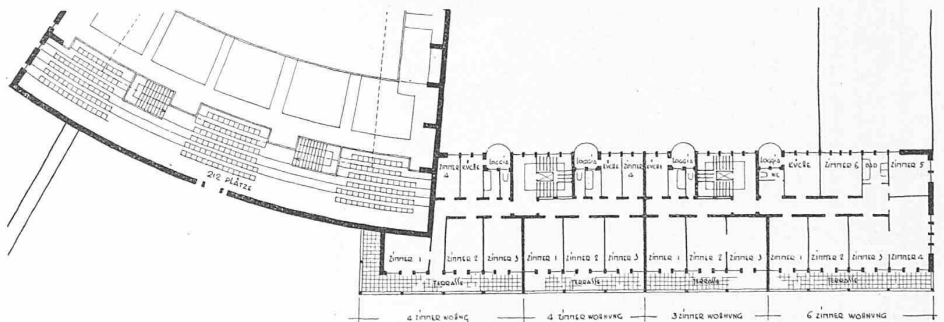 212 PLÄTZE
ZIMMER 4
KÜCHE
LOGGIA
LOGGIA
KÜCHE
ZIMMER 4
KÜCHE
LOGGIA
LOGGIA
WC
KÜCHE
ZIMMER 6
BAD
ZIMMER 5
ZIMMER 1
ZIMMER 2
ZIMMER 3
ZIMMER 1
ZIMMER 2
ZIMMER 3
ZIMMER 1
ZIMMER 2
ZIMMER 3
ZIMMER 1
ZIMMER 2
ZIMMER 3
ZIMMER 4
TERRASSE
TERRASSE
TERRASSE
TERRASSE
4 ZIMMER WOHNG
4 ZIMMER WOHNUNG
3 ZIMMER WOHNUNG
6 ZIMMER WOHNUNG